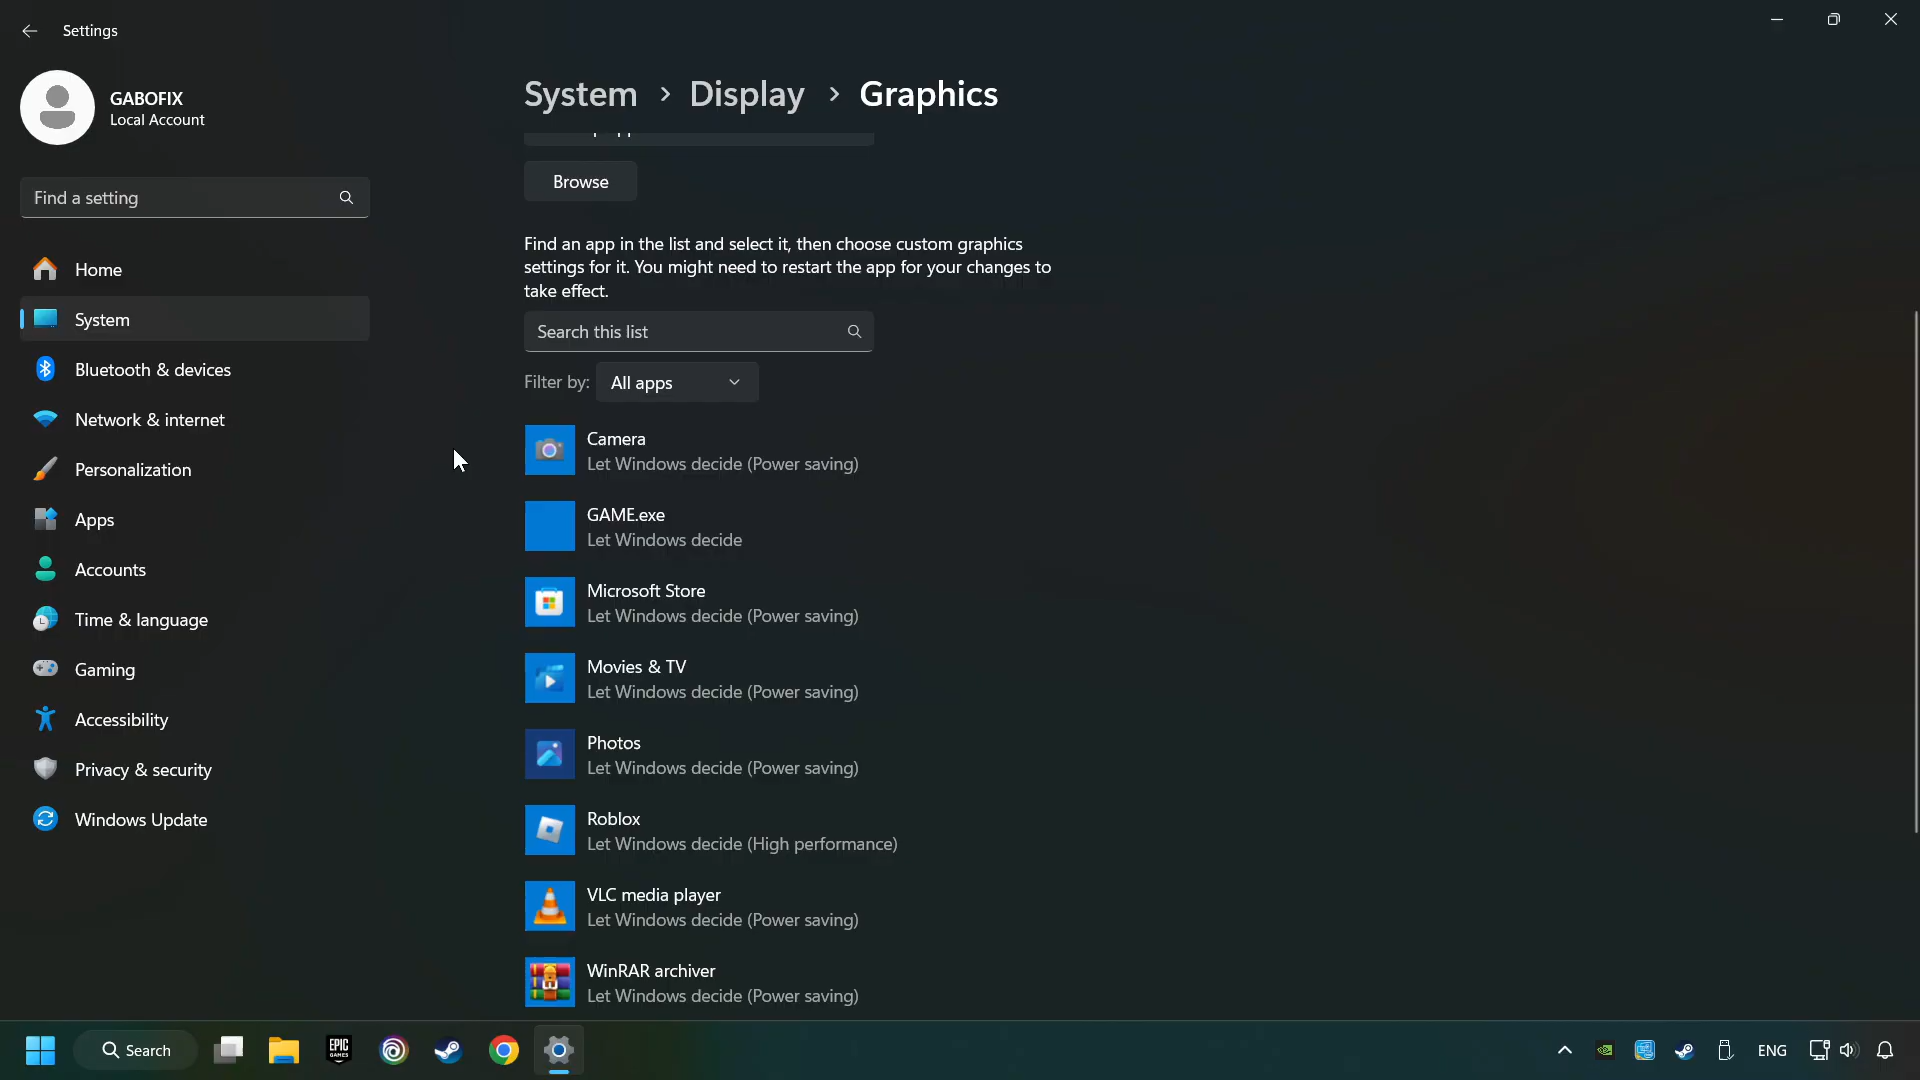 Settings
GABOFIX
Local Account
Find a setting
Home
System
Bluetooth & devices
Network & internet
Personalization
Apps
Accounts
Time & language
Gaming
Accessibility
Privacy & security
Windows Update
System › Display › Graphics
Browse
Find an app in the list and select it, then choose custom graphics
settings for it. You might need to restart the app for your changes to
take effect.
Search this list
Filter by: All apps
Camera
Let Windows decide (Power saving)
GAME.exe
Let Windows decide
Microsoft Store
Let Windows decide (Power saving)
Movies & TV
Let Windows decide (Power saving)
Photos
Let Windows decide (Power saving)
Roblox
Let Windows decide (High performance)
VLC media player
Let Windows decide (Power saving)
WinRAR archiver
Let Windows decide (Power saving)
Search
EPIC
GAMES
ENG